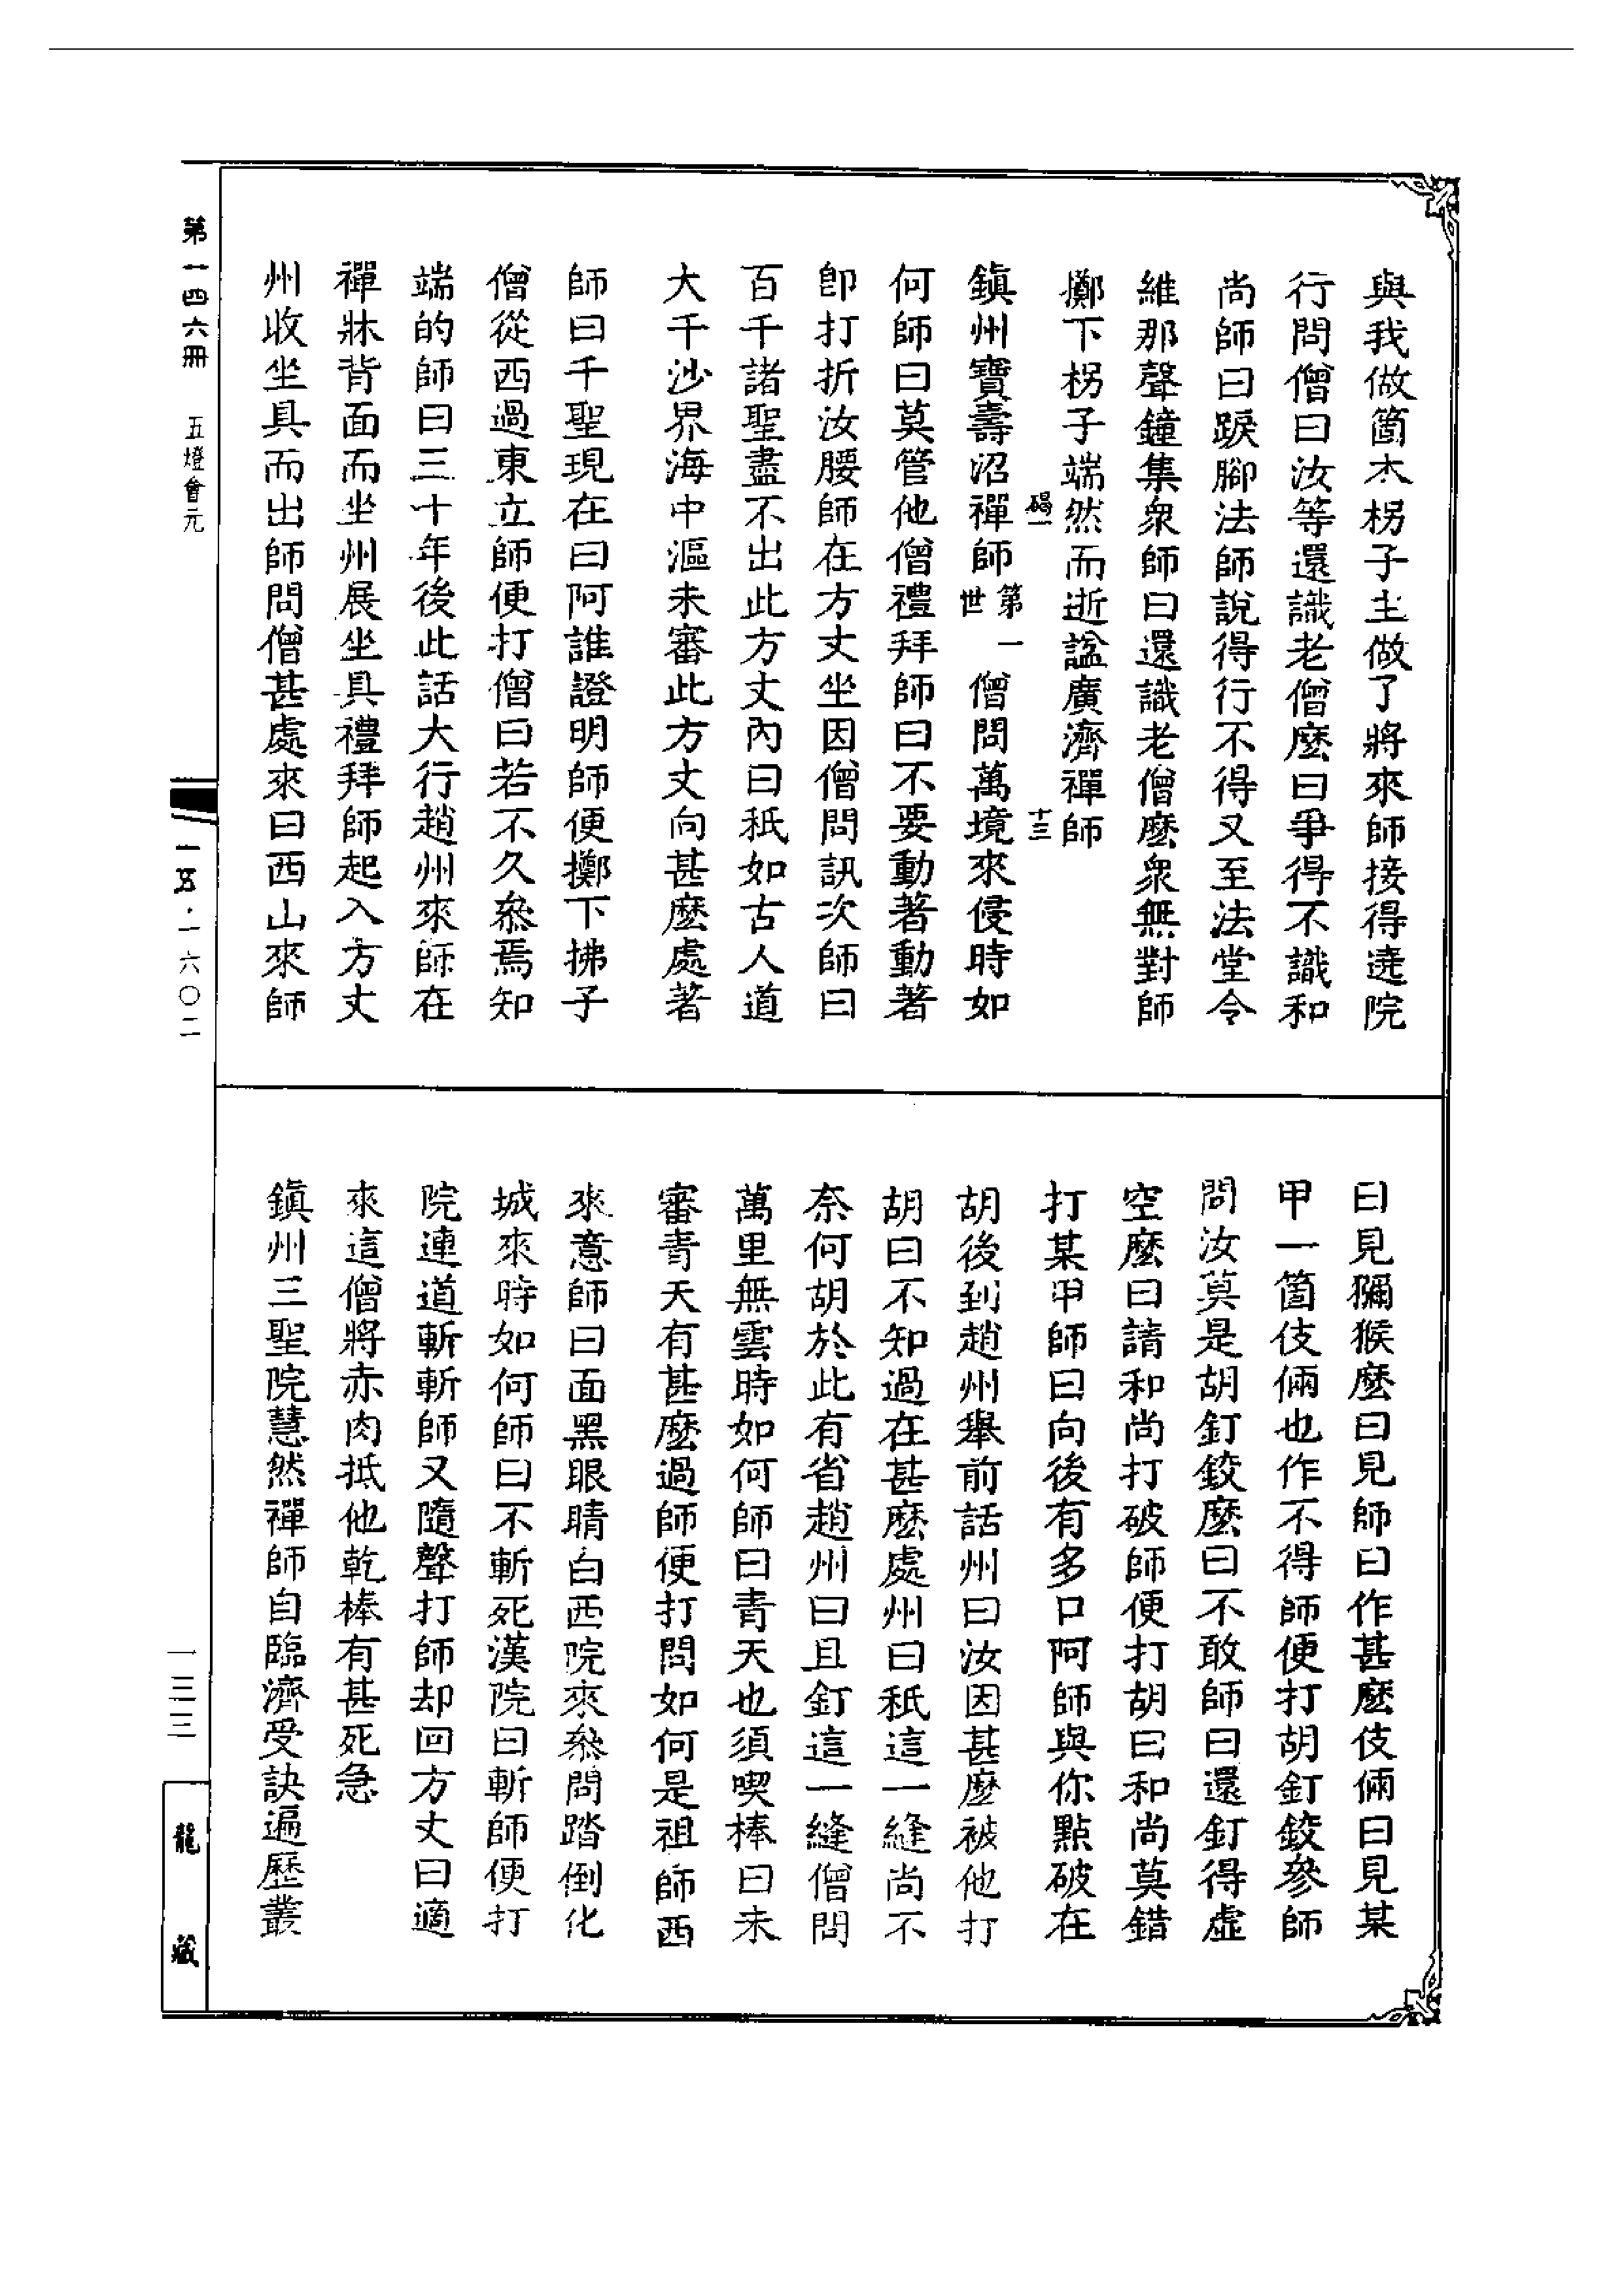 與我做箇木拐子主做了將來師接得遶院
行問僧曰汝等還識老僧麽曰爭得不識和
尚師曰䟿腳法師說得行不得又至法堂令
維那聲鐘集衆師曰還識老僧麽衆無對師
擲下拐子端然而逝諡廣濟禪師
碣一
十三
鎮州寶壽沼禪師第一世僧問萬境來侵時如
何師曰莫管他僧禮拜師曰不要動著動著
卽打折汝腰師在方丈坐因僧問訊次師曰
百千諸聖盡不出此方丈內曰秖如古人道
大千沙界海中漚未審此方丈向甚麽處著
師曰千聖現在曰阿誰證明師便擲下拂子
僧從西過東立師便打僧曰若不久叅焉知
端的師曰三十年後此話大行趙州來師在
禪牀背面而坐州展坐具禮拜師起入方丈
州收坐具而出師問僧甚處來曰西山來師
曰見獼猴麽曰見師曰作甚麽伎倆曰見某
甲一箇伎倆也作不得師便打胡釘鉸參師
問汝莫是胡釘鉸麽曰不敢師曰還釘得虛
空麽曰請和尚打破師便打胡曰和尚莫錯
打某甲師曰向後有多口阿師與你點破在
胡後到趙州舉前話州曰汝因甚麽被他打
胡曰不知過在甚麽處州曰秖這一縫尚不
奈何胡於此有省趙州曰且釘這一縫僧問
萬里無雲時如何師曰青天也須喫棒曰未
審青天有甚麽過師便打問如何是祖師西
來意師曰面黑眼睛白西院來叅問踏倒化
城來時如何師曰不斬死漢院曰斬師便打
院連道斬斬師又隨聲打師却回方丈曰適
來這僧將赤肉抵他乾棒有甚死急
鎮州三聖院慧然禪師自臨濟受訣遍歷叢
第一四六冊
五燈會元
一五·一六〇二
一三三
龍藏